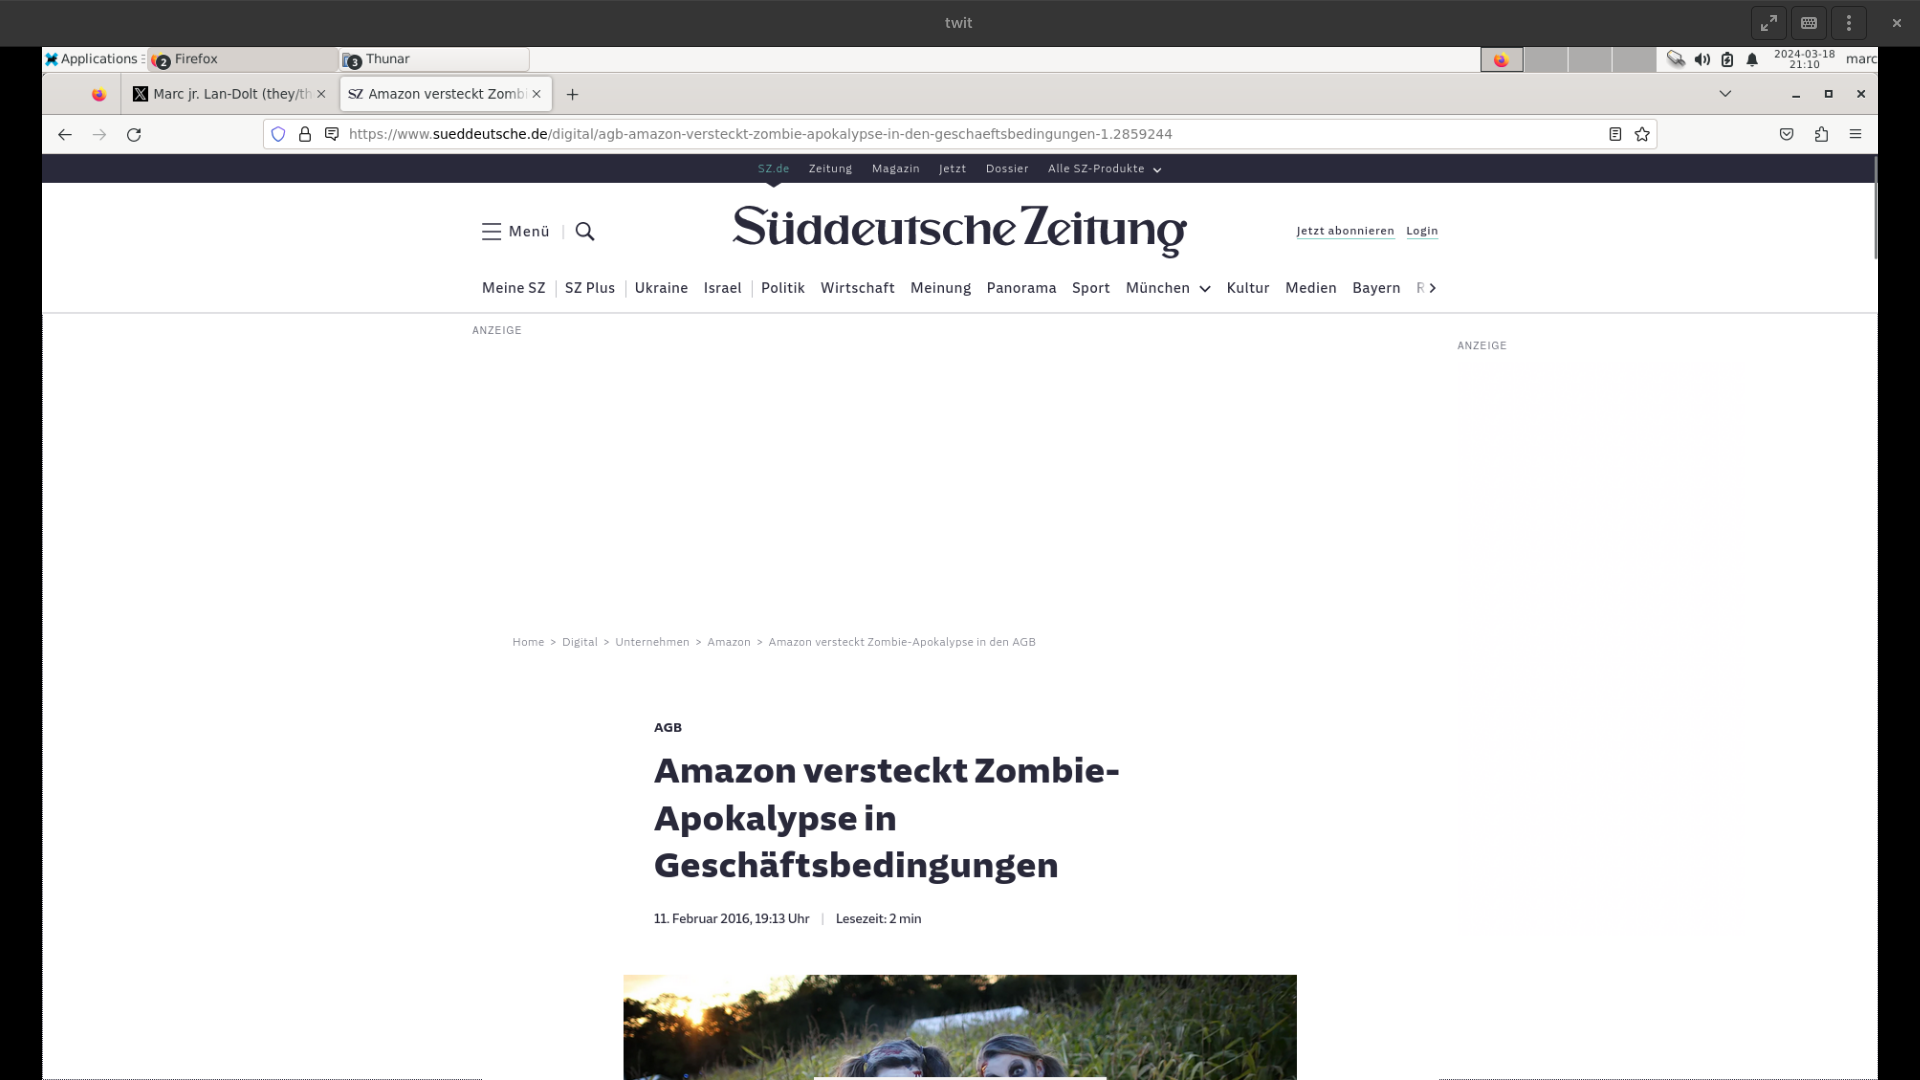 twit
Applications
2 Firefox
3 Thunar
2024-03-18
21:10
marc
Marc jr. Lan-Dolt (they/th
SZ Amazon versteckt Zombi
https://www.sueddeutsche.de/digital/agb-amazon-versteckt-zombie-apokalypse-in-den-geschaeftsbedingungen-1.2859244
SZ.de Zeitung Magazin Jetzt Dossier Alle SZ-Produkte
Menü
Süddeutsche Zeitung
Jetzt abonnieren Login
Meine SZ SZ Plus Ukraine Israel Politik Wirtschaft Meinung Panorama Sport München Kultur Medien Bayern R
ANZEIGE
ANZEIGE
Home > Digital > Unternehmen > Amazon > Amazon versteckt Zombie-Apokalypse in den AGB
AGB
Amazon versteckt Zombie-
Apokalypse in
Geschäftsbedingungen
11. Februar 2016, 19:13 Uhr | Lesezeit: 2 min